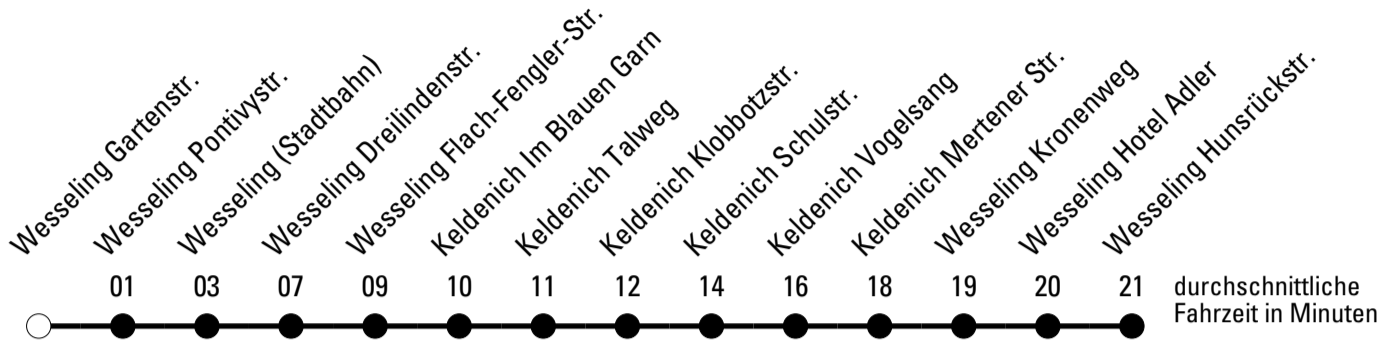 Wesseling Gartenstr.
Wesseling Pontivystr.
Wesseling (Stadtbahn)
Wesseling Dreilindenstr.
Wesseling Flach-Fengler-Str.
Keldenich Im Blauen Garn
Keldenich Talweg
Keldenich Klobbotzstr.
Keldenich Schulstr.
Keldenich Vogelsang
Keldenich Mertener Str.
Wesseling Kronenweg
Wesseling Hotel Adler
Wesseling Hunsrückstr.
01 03 07 09 10 11 12 14 16 18 19 20 21
durchschnittliche
Fahrzeit in Minuten